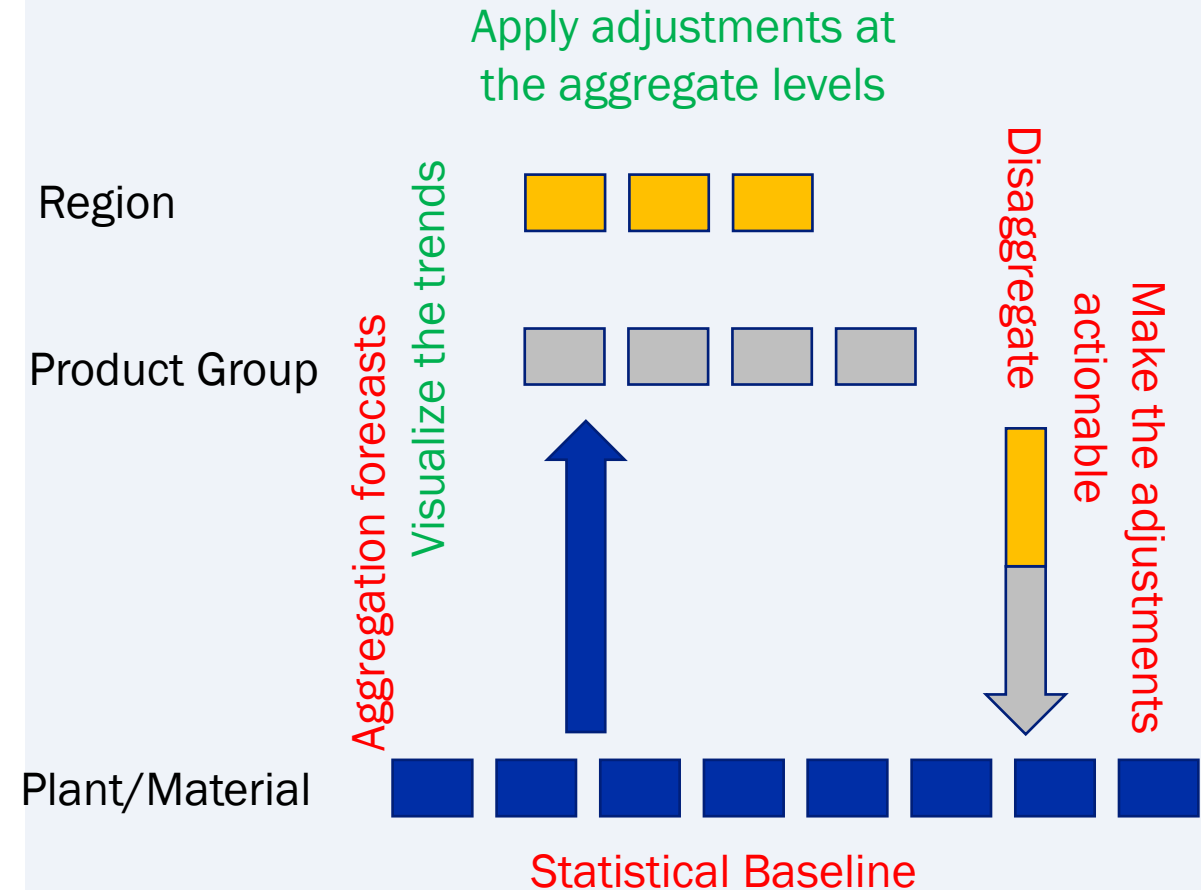 Apply adjustments at
the aggregate levels
Region
Product Group
Plant/Material
Aggregation forecasts
Visualize the trends
Disaggregate
Make the adjustments
actionable
Statistical Baseline